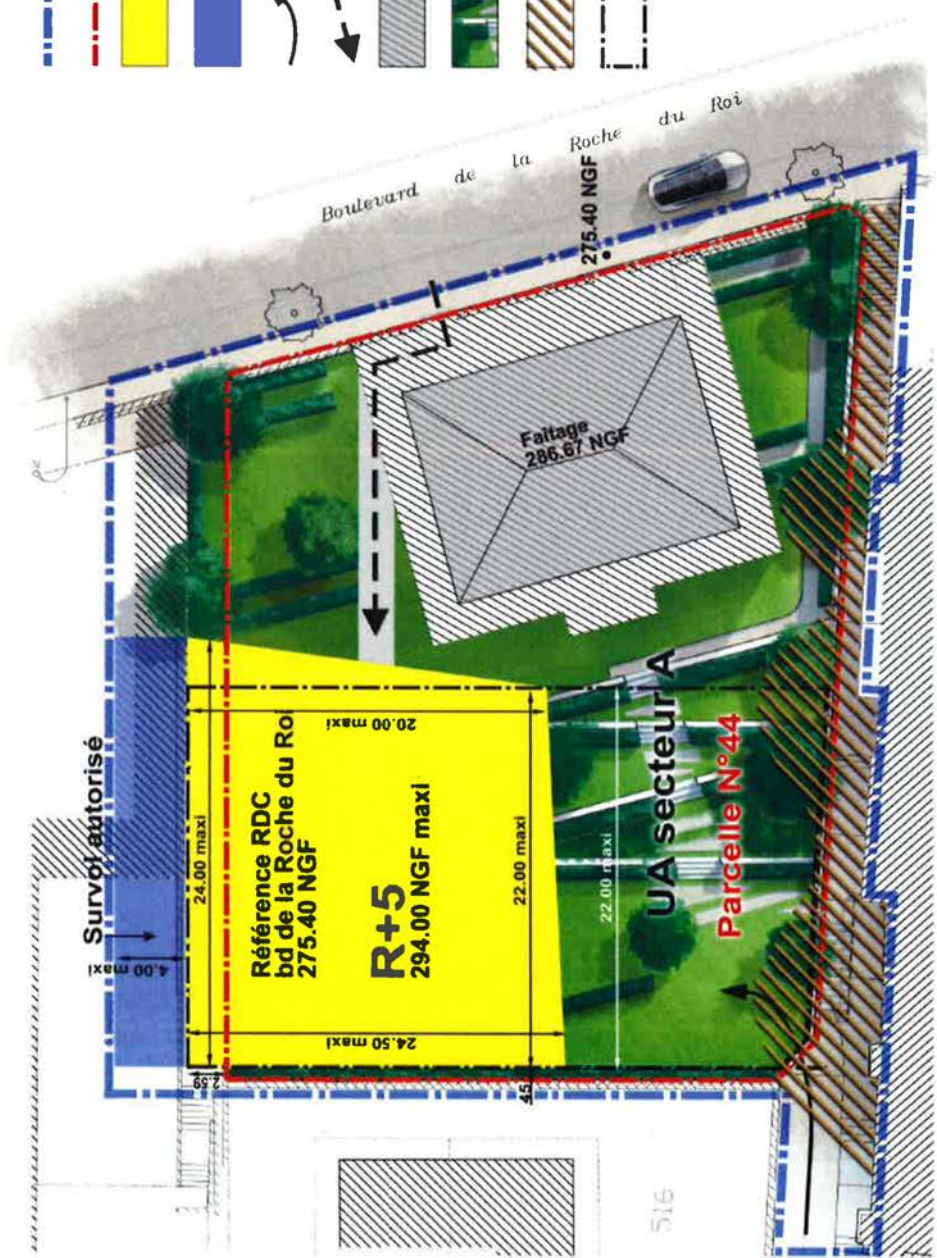 Boulevard de la Roche du Roi
275.40 NGF
Faitage
286.67 NGF
Survol autorisé
4.00 maxi
24.00 maxi
20.00 maxi
Référence RDC
bd de la Roche du Roi
275.40 NGF
R+5
294.00 NGF maxi
22.00 maxi
24.50 maxi
2.59
45
22.00 maxi
UA secteur A
Parcelle N°44
516